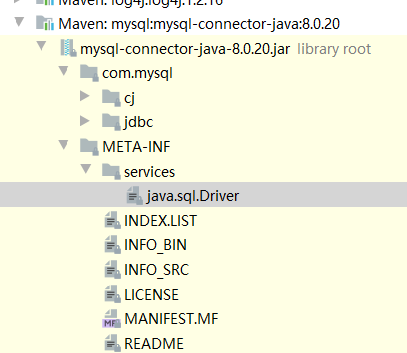 Maven: log4j:log4j:1.2.16
Maven: mysql:mysql-connector-java:8.0.20
mysql-connector-java-8.0.20.jar library root
com.mysql
cj
jdbc
META-INF
services
java.sql.Driver
INDEX.LIST
INFO_BIN
INFO_SRC
LICENSE
MF MANIFEST.MF
README